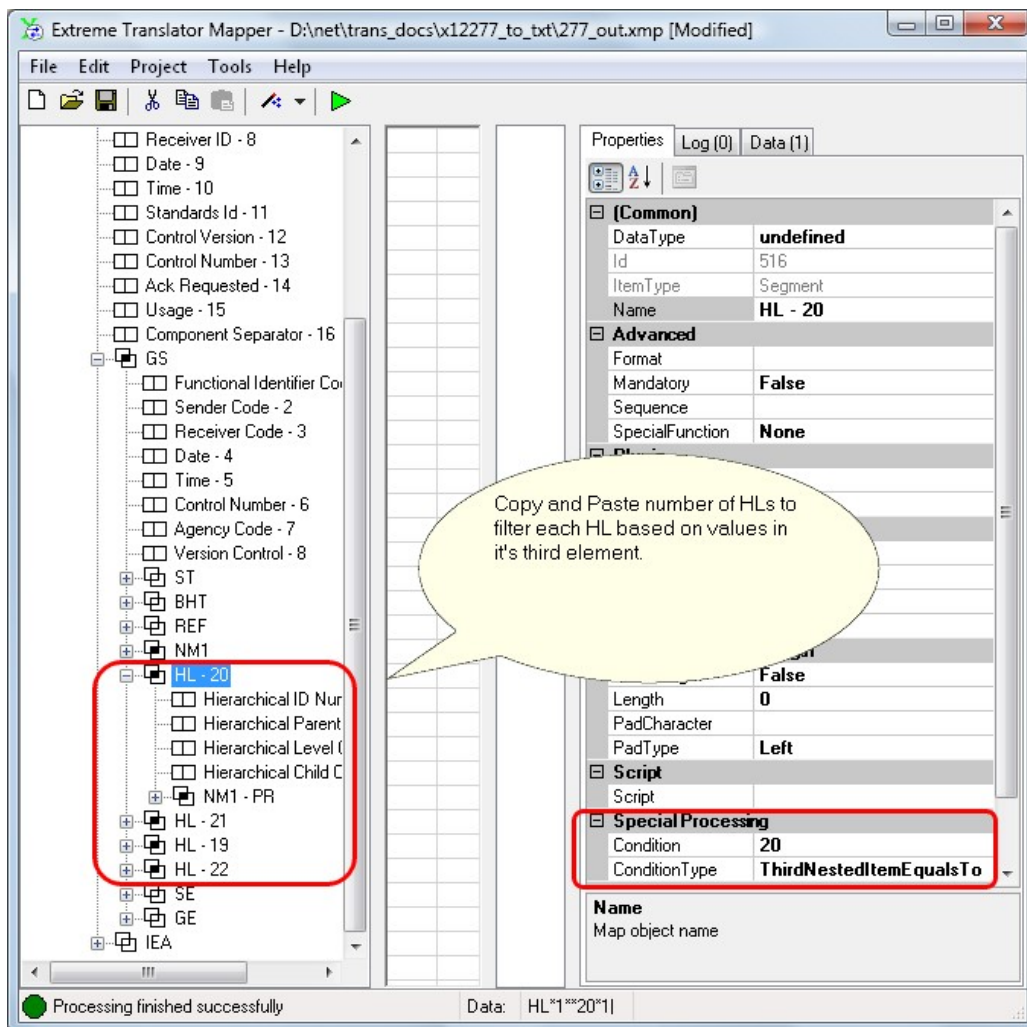 Extreme Translator Mapper - D:\net\trans_docs\x12277_to_txt\277_out.xmp [Modified]
File Edit Project Tools Help
Receiver ID - 8
Date - 9
Time - 10
Standards Id - 11
Control Version - 12
Control Number - 13
Ack Requested - 14
Usage - 15
Component Separator - 16
GS
Functional Identifier Co
Sender Code - 2
Receiver Code - 3
Date - 4
Time - 5
Control Number - 6
Agency Code - 7
Version Control - 8
ST
BHT
REF
NM1
HL - 20
Hierarchical ID Nur
Hierarchical Parent
Hierarchical Level
Hierarchical Child C
NM1 - PR
HL - 21
HL - 19
HL - 22
SE
GE
IEA
Copy and Paste number of HLs to
filter each HL based on values in
it's third element.
Properties Log (0) Data (1)
(Common)
DataType undefined
Id 516
ItemType Segment
Name HL - 20
Advanced
Format
Mandatory False
Sequence
SpecialFunction None
False
Length 0
PadCharacter
PadType Left
Script
Script
Special Processing
Condition 20
ConditionType ThirdNestedItemEqualsTo
Name
Map object name
Processing finished successfully Data: HL*1**20*1|